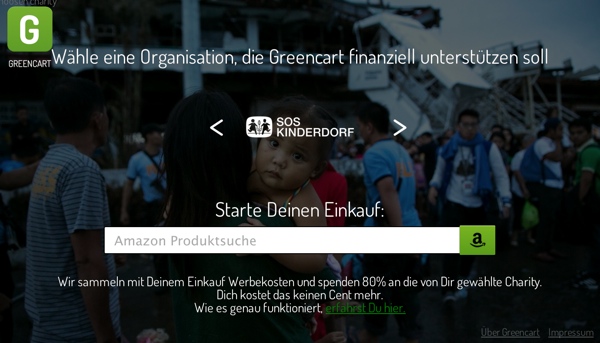 G
GREENCART
Wähle eine Organisation, die Greencart finanziell unterstützen soll
< SOS >
KINDERDORF
Starte Deinen Einkauf:
Amazon Produktsuche
a
Wir sammeln mit Deinem Einkauf Werbekosten und spenden 80% an die von Dir gewählte Charity.
Dich kostet das keinen Cent mehr.
Wie es genau funktioniert, erfährst Du hier.
Über Greencart Impressum